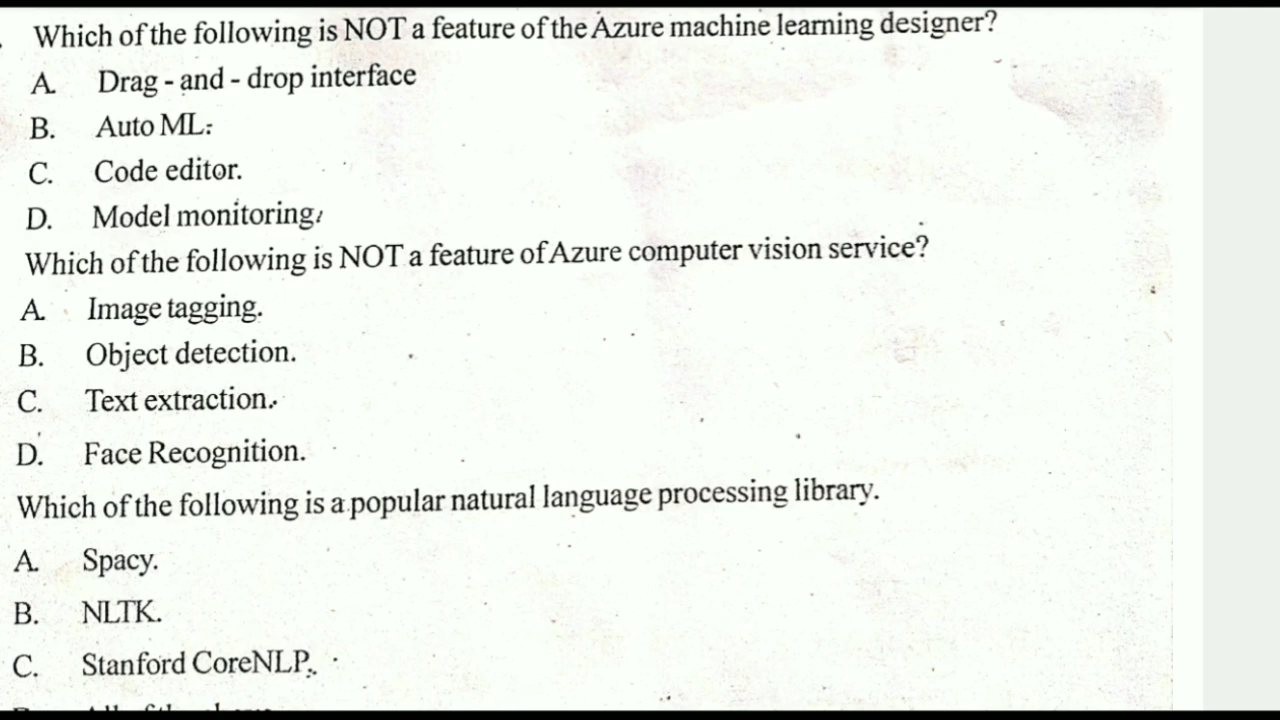 Which of the following is NOT a feature of the Azure machine learning designer?
A. Drag - and - drop interface
B. Auto ML:
C. Code editor.
D. Model monitoring.
Which of the following is NOT a feature of Azure computer vision service?
A. Image tagging.
B. Object detection.
C. Text extraction.
D. Face Recognition.
Which of the following is a popular natural language processing library.
A. Spacy.
B. NLTK.
C. Stanford CoreNLP.